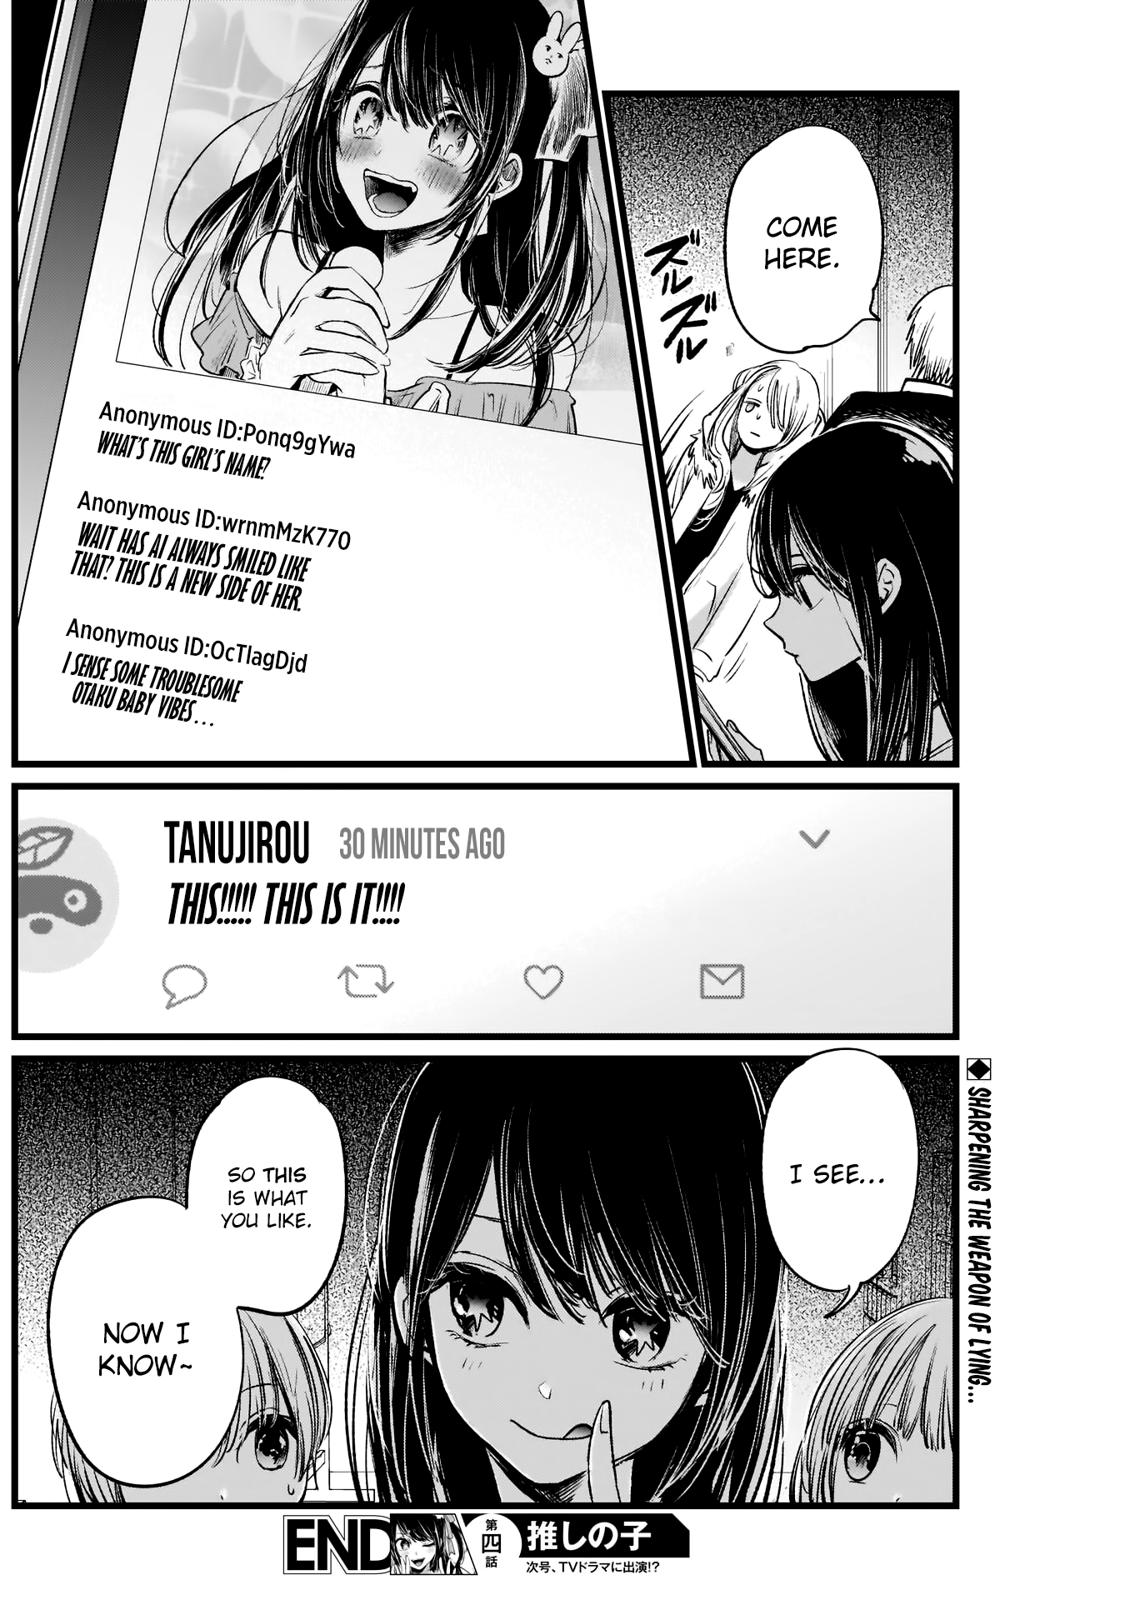 COME
HERE.
ズルズル
Anonymous ID:Ponq9gYwa
WHAT'S THIS GIRL'S NAME?
Anonymous ID:wrnmMzK770
WAIT HAS AI ALWAYS SMILED LIKE
THAT? THIS IS A NEW SIDE OF HER.
Anonymous ID:OcTlagDjd
I SENSE SOME TROUBLESOME
OTAKU BABY VIBES...
TANUJIROU 30 MINUTES AGO
THIS!!!!! THIS IS IT!!!!
I SEE...
SO THIS
IS WHAT
YOU LIKE.
NOW I
KNOW~
SHARPENING THE WEAPON OF LYING...
END
第四話
推しの子
次号、TVドラマに出演!?